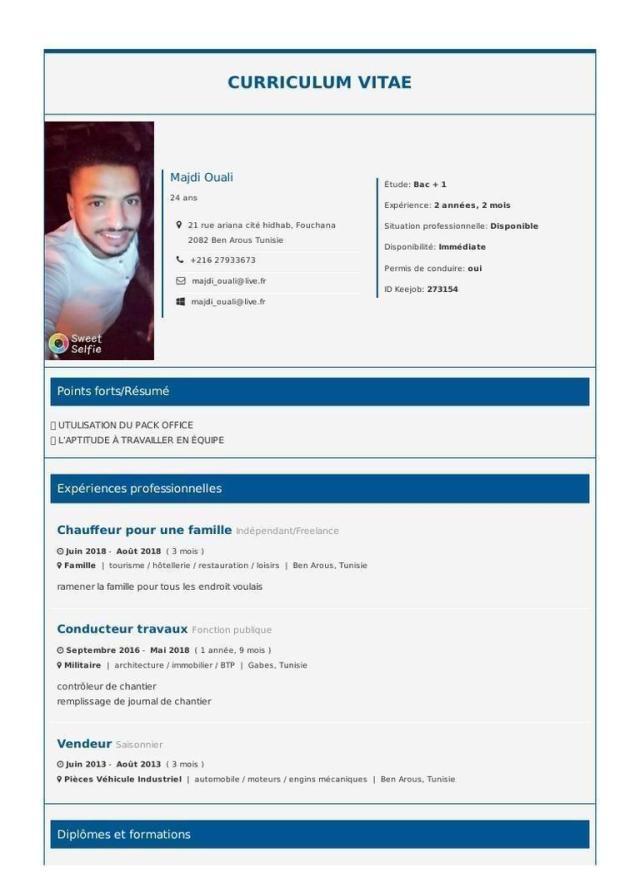 CURRICULUM VITAE
Majdi Ouali
24 ans
21 rue ariana cité hidhab, Fouchana
2082 Ben Arous Tunisie
+216 27933673
majdi_ouali@live.fr
majdi_ouali@live.fr
Etude: Bac + 1
Expérience: 2 années, 2 mois
Situation professionelle: Disponible
Disponibilité: Immédiate
Permis de conduire: oui
ID Keejob: 273154
Sweet
Selfie
Points forts/Résumé
UTULISATION DU PACK OFFICE
L'APTITUDE À TRAVAILLER EN ÉQUIPE
Expériences professionnelles
Chauffeur pour une famille Indépendant/Freelance
Juin 2018 - Août 2018 ( 3 mois )
Famille | tourisme / hôtellerie / restauration / loisirs | Ben Arous, Tunisie
ramener la famille pour tous les endroit voulais
Conducteur travaux Fonction publique
Septembre 2016 - Mai 2018 ( 1 année, 9 mois )
Militaire | architecture / immobilier / BTP | Gabes, Tunisie
contrôleur de chantier
remplissage de journal de chantier
Vendeur Saisonnier
Juin 2013 - Août 2013 ( 3 mois )
Pièces Véhicule Industriel | automobile / moteurs / engins mécaniques | Ben Arous, Tunisie
Diplômes et formations